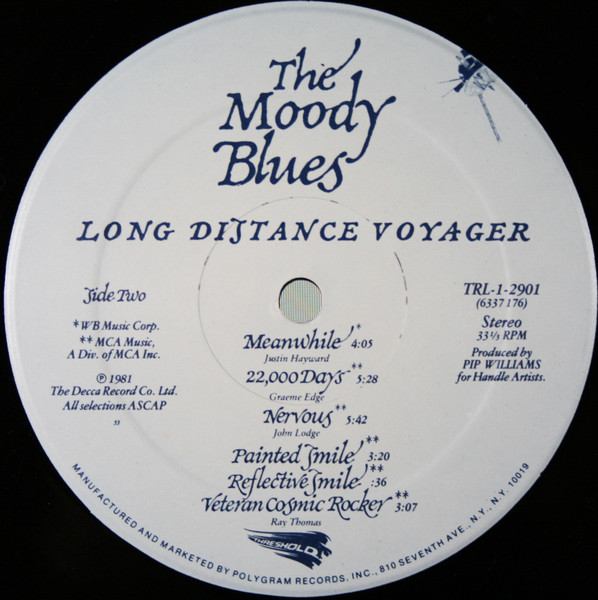 The
Moody
Blues
LONG DISTANCE VOYAGER
Side Two
* WB Music Corp.
** MCA Music,
A Div. of MCA Inc.
℗ 1981
The Decca Record Co. Ltd.
All selections ASCAP
53
TRL-1-2901
(6337 176)
Stereo
33 1/3 RPM
Produced by
PIP WILLIAMS
for Handle Artists.
Meanwhile* 4:05
Justin Hayward
22,000 Days** 5:28
Graeme Edge
Nervous** 5:42
John Lodge
Painted Smile** 3:20
Reflective Smile** :36
Veteran Cosmic Rocker** 3:07
Ray Thomas
THRESHOLD
MANUFACTURED AND MARKETED BY POLYGRAM RECORDS, INC., 810 SEVENTH AVE., N.Y., N.Y. 10019